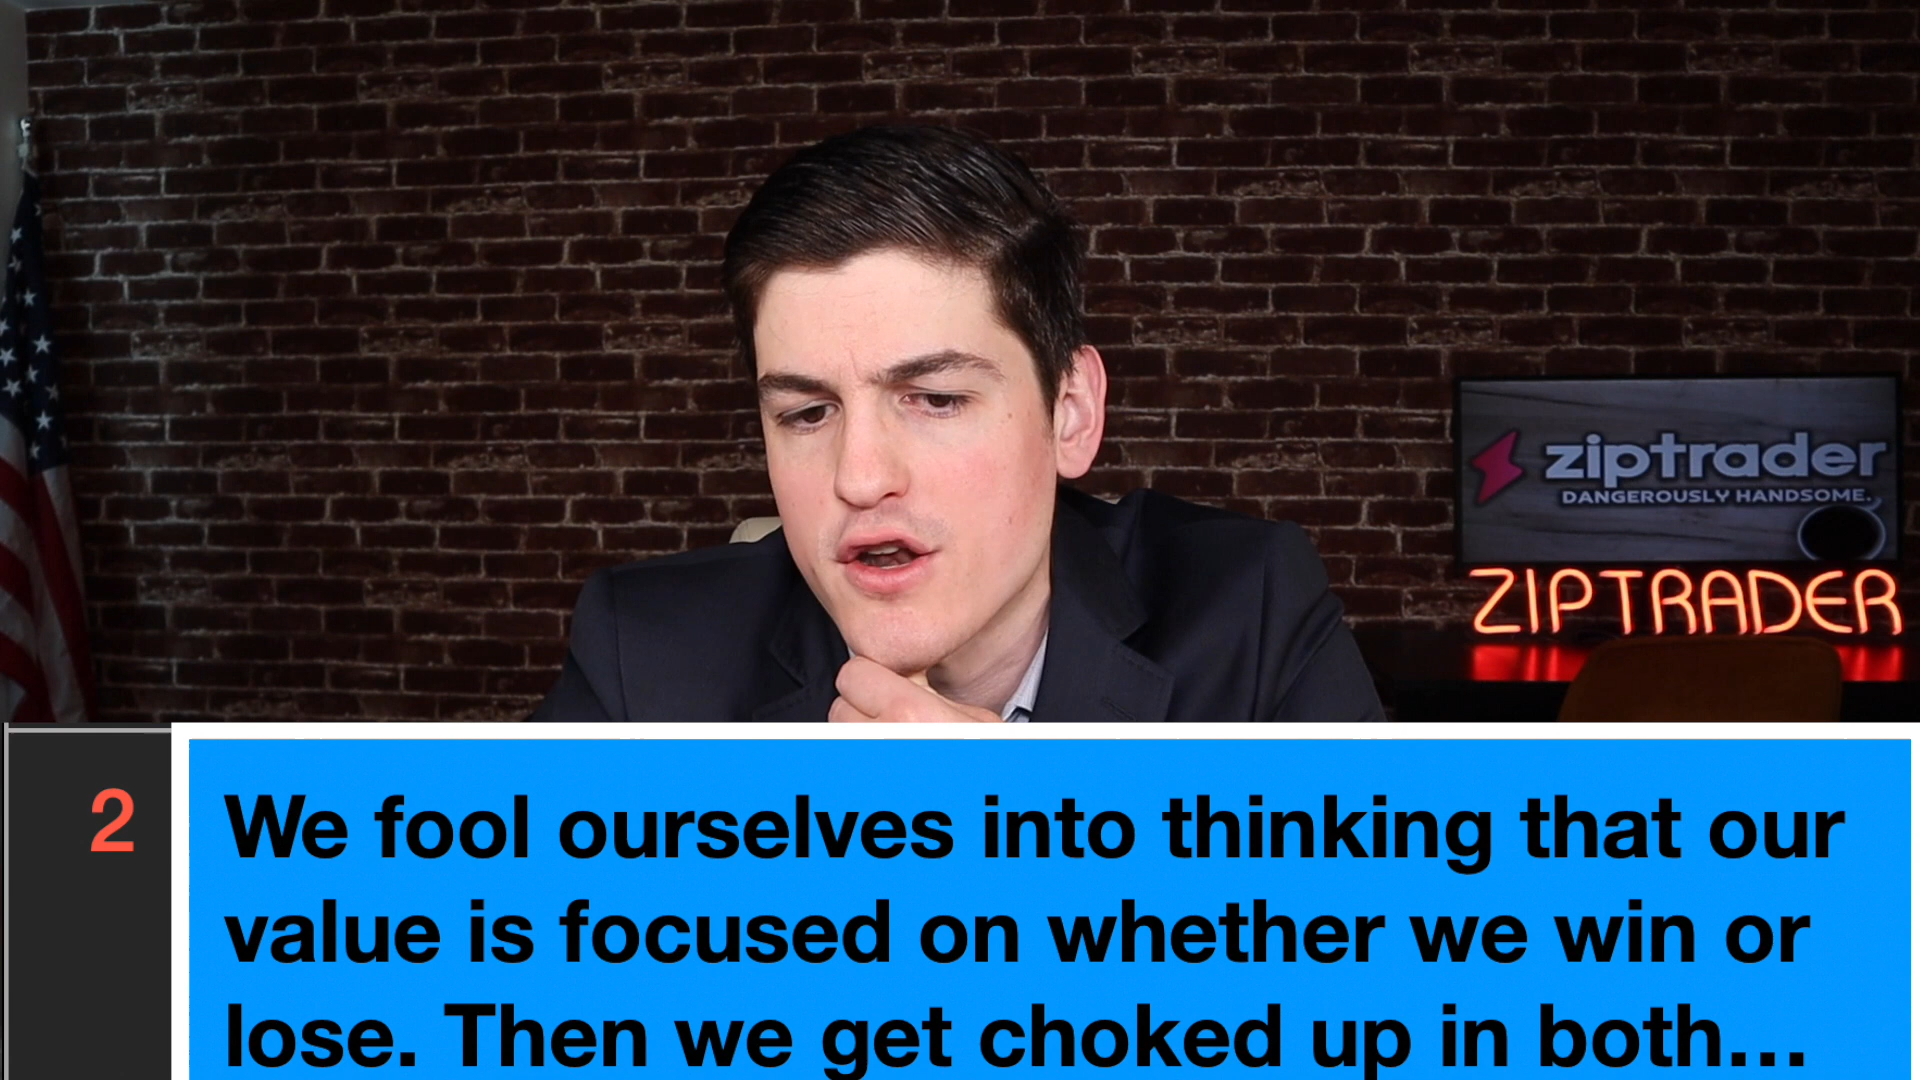 ziptrader
DANGEROUSLY HANDSOME.
ZIPTRADER
2
We fool ourselves into thinking that our
value is focused on whether we win or
lose. Then we get choked up in both...